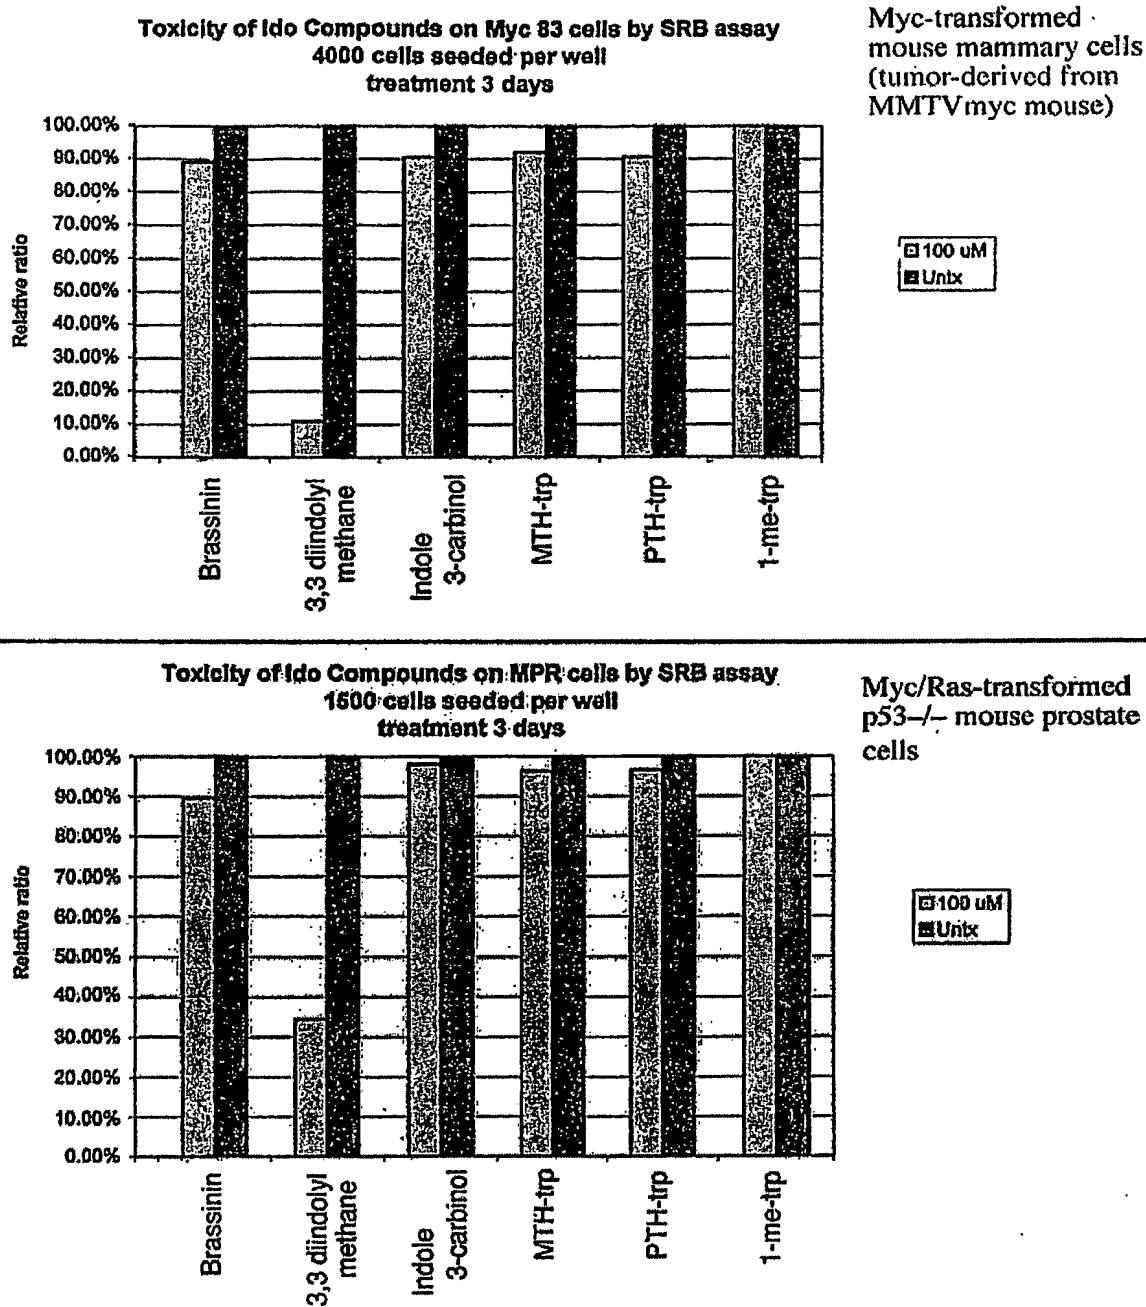 Toxicity of Ido Compounds on Myc 83 cells by SRB assay
4000 cells seeded per well
treatment 3 days
Myc-transformed
mouse mammary cells
(tumor-derived from
MMTVmyc mouse)
100.00%
90.00%
80.00%
70.00%
60.00%
50.00%
40.00%
30.00%
20.00%
10.00%
0.00%
Relative ratio
100 uM
Untx
Brassinin
3,3 diindolyl
methane
Indole
3-carbinol
MTH-trp
PTH-trp
1-me-trp
Toxicity of Ido Compounds on MPR cells by SRB assay
1500 cells seeded per well
treatment 3 days
Myc/Ras-transformed
p53-/- mouse prostate
cells
100.00%
90.00%
80.00%
70.00%
60.00%
50.00%
40.00%
30.00%
20.00%
10.00%
0.00%
Relative ratio
100 uM
Untx
Brassinin
3,3 diindolyl
methane
Indole
3-carbinol
MTH-trp
PTH-trp
1-me-trp